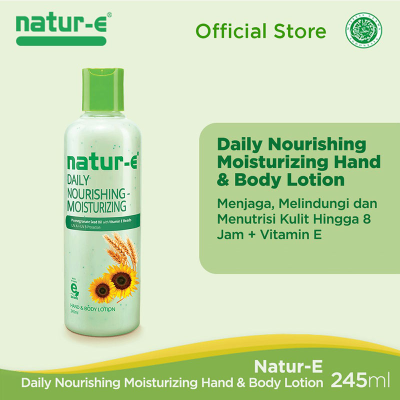 natur-e®
Official Store
natur-e®
DAILY
NOURISHING-
MOISTURIZING
HAND & BODY LOTION
Daily Nourishing
Moisturizing Hand
& Body Lotion
Menjaga, Melindungi dan
Menutrisi Kulit Hingga 8
Jam + Vitamin E
Natur-E
Daily Nourishing Moisturizing Hand & Body Lotion 245ml